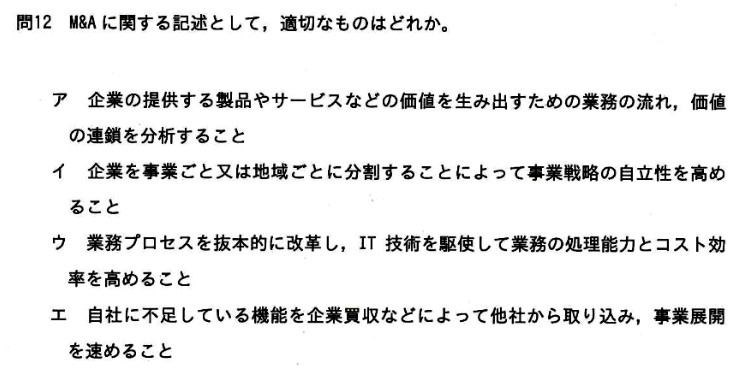 問12 M&Aに関する記述として，適切なものはどれか。
ア 企業の提供する製品やサービスなどの価値を生み出すための業務の流れ，価値
の連鎖を分析すること
イ 企業を事業ごと又は地域ごとに分割することによって事業戦略の自立性を高め
ること
ウ 業務プロセスを抜本的に改革し，IT 技術を駆使して業務の処理能力とコスト効
率を高めること
エ 自社に不足している機能を企業買収などによって他社から取り込み，事業展開
を速めること